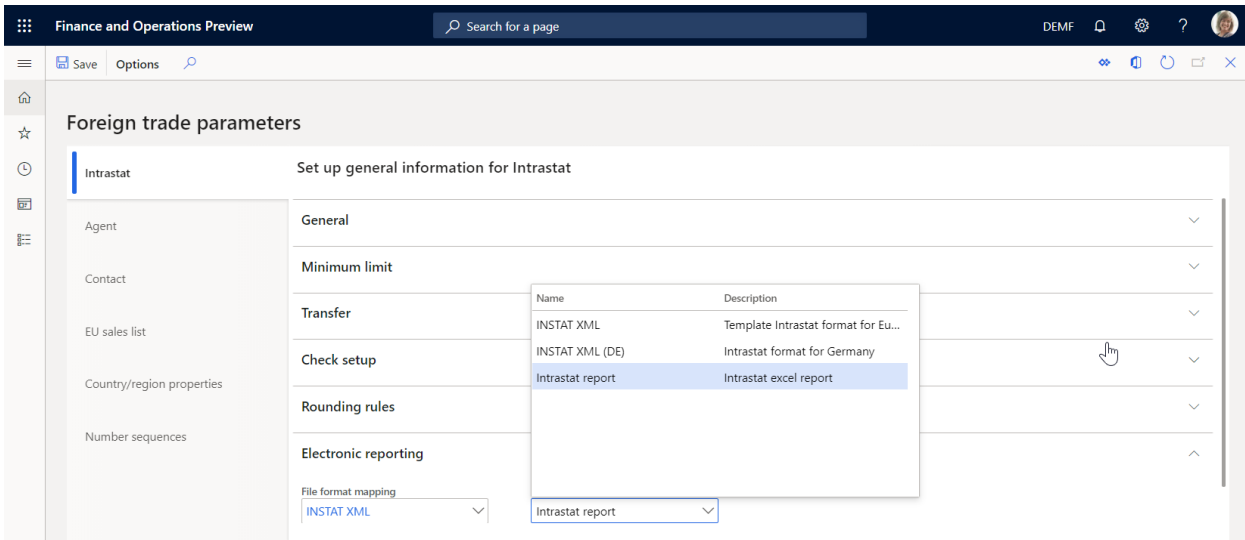 Finance and Operations Preview
Search for a page
DEMF
?
Save Options
Foreign trade parameters
Intrastat
Agent
Contact
EU sales list
Country/region properties
Number sequences
Set up general information for Intrastat
General
Minimum limit
Transfer
Check setup
Rounding rules
Electronic reporting
File format mapping
INSTAT XML
Intrastat report
Name Description
INSTAT XML Template Intrastat format for Eu...
INSTAT XML (DE) Intrastat format for Germany
Intrastat report Intrastat excel report